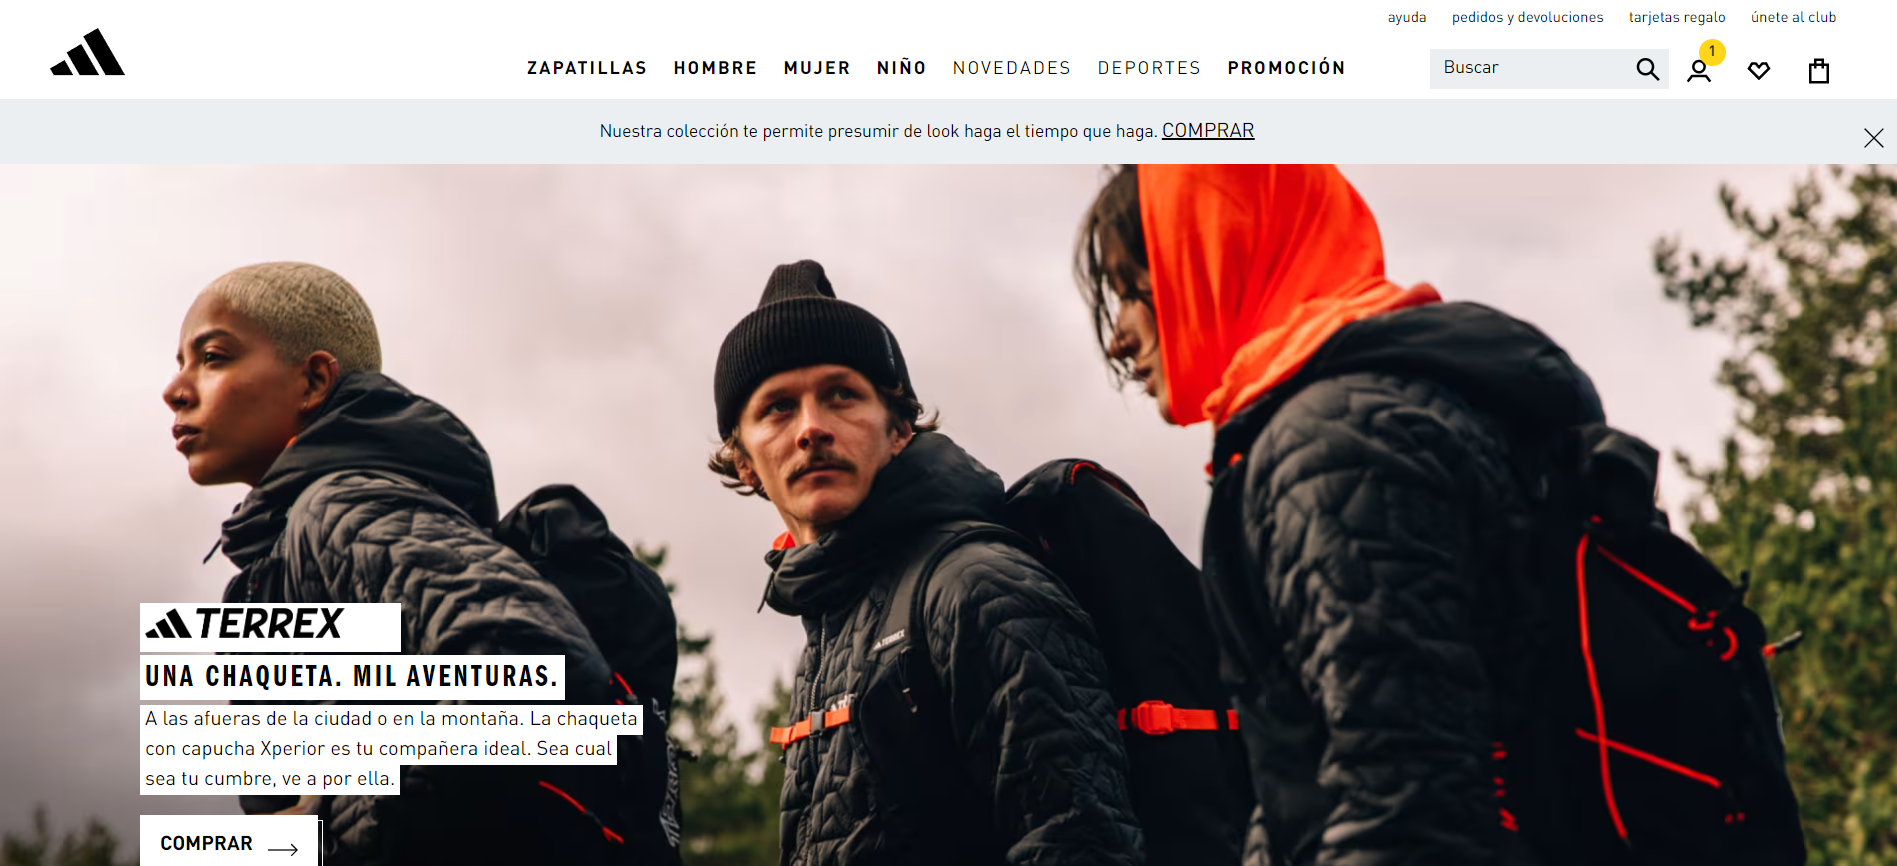 ayuda pedidos y devoluciones tarjetas regalo únete al club
ZAPATILLAS HOMBRE MUJER NIÑO NOVEDADES DEPORTES PROMOCIÓN Buscar 1
Nuestra colección te permite presumir de look haga el tiempo que haga. COMPRAR
TERREX
TERREX
UNA CHAQUETA. MIL AVENTURAS.
A las afueras de la ciudad o en la montaña. La chaqueta
con capucha Xperior es tu compañera ideal. Sea cual
sea tu cumbre, ve a por ella.
COMPRAR